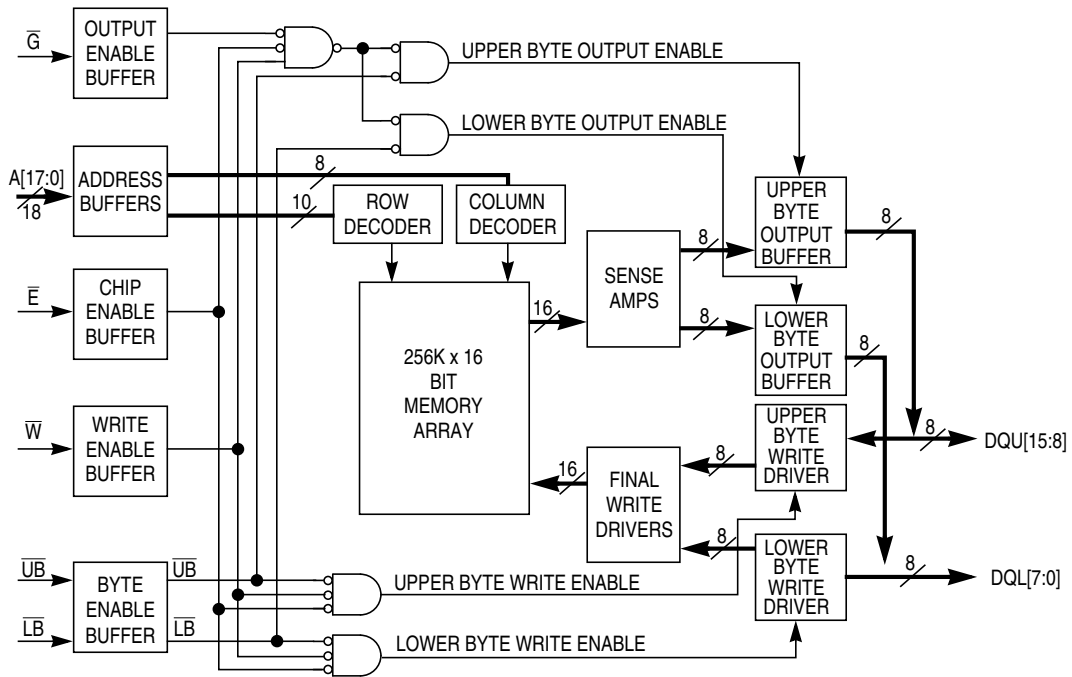 G̅
OUTPUT
ENABLE
BUFFER
UPPER BYTE OUTPUT ENABLE
LOWER BYTE OUTPUT ENABLE
A[17:0]
18
ADDRESS
BUFFERS
8
10
ROW
DECODER
COLUMN
DECODER
UPPER
BYTE
OUTPUT
BUFFER
8
E̅
CHIP
ENABLE
BUFFER
256K x 16
BIT
MEMORY
ARRAY
16
SENSE
AMPS
8
8
LOWER
BYTE
OUTPUT
BUFFER
8
W̅
WRITE
ENABLE
BUFFER
16
FINAL
WRITE
DRIVERS
8
8
UPPER
BYTE
WRITE
DRIVER
8
DQU[15:8]
LOWER
BYTE
WRITE
DRIVER
8
DQL[7:0]
U̅B̅
L̅B̅
BYTE
ENABLE
BUFFER
U̅B̅
L̅B̅
UPPER BYTE WRITE ENABLE
LOWER BYTE WRITE ENABLE